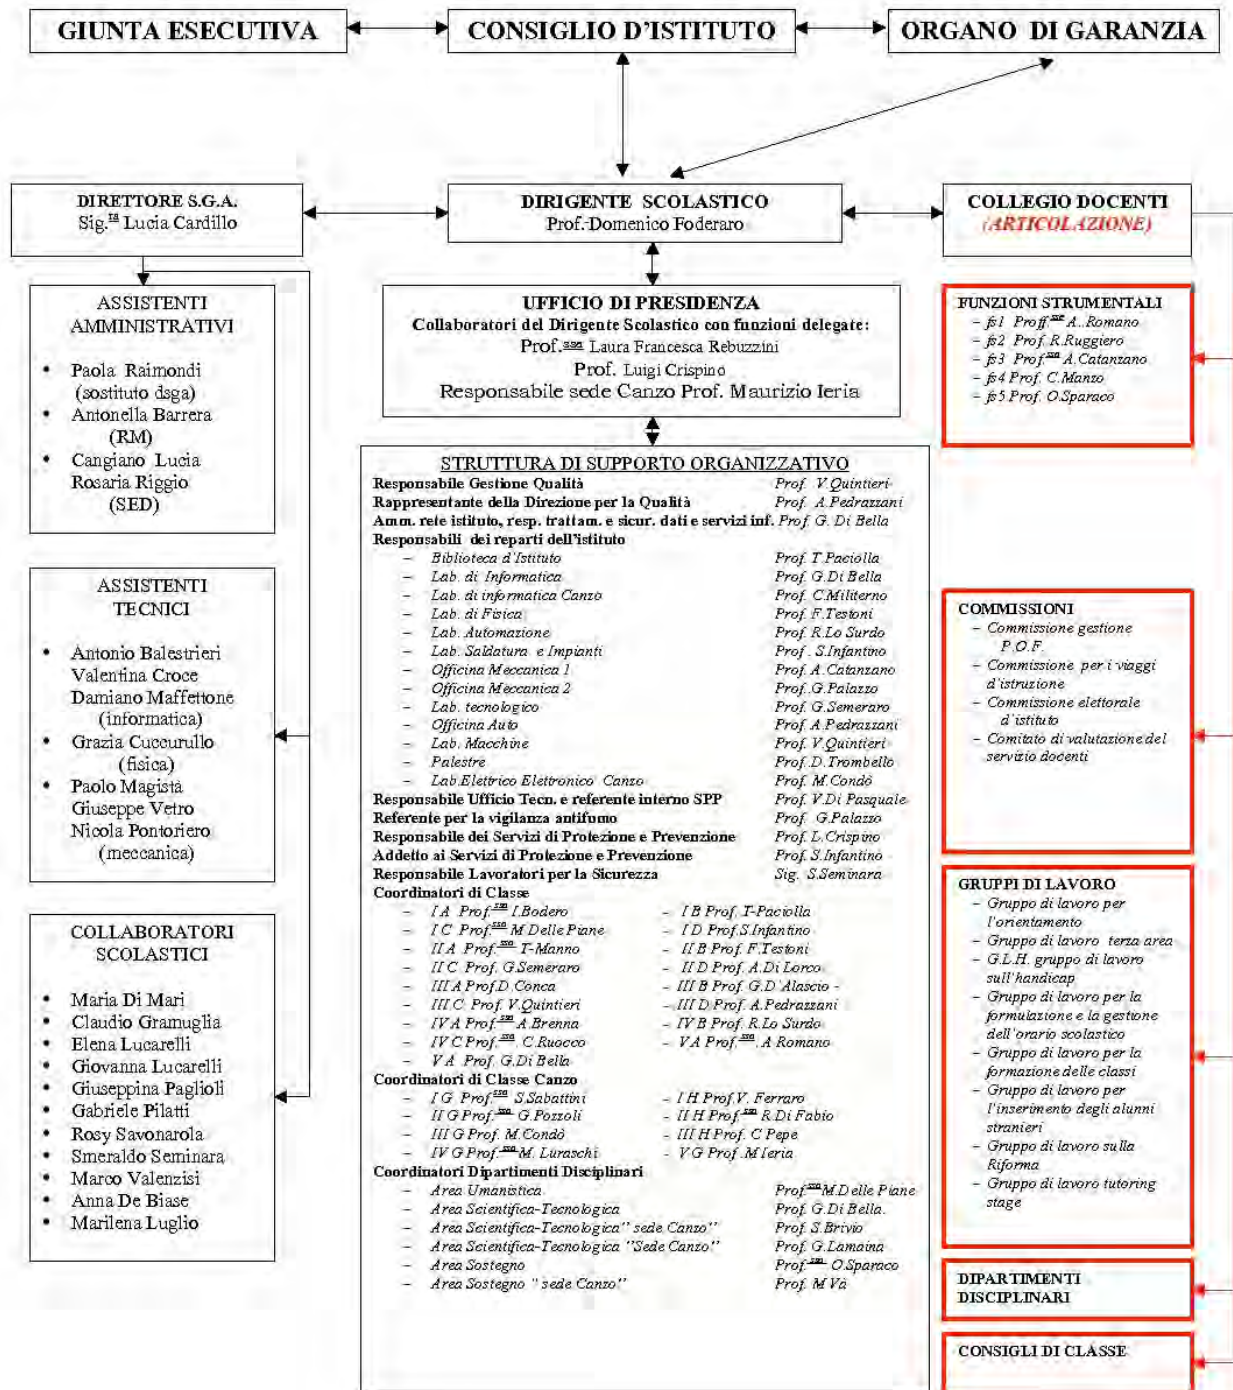 GIUNTA ESECUTIVA
CONSIGLIO D'ISTITUTO
ORGANO DI GARANZIA
DIRETTORE S.G.A.
Sig.ra Lucia Cardillo
DIRIGENTE SCOLASTICO
Prof. Domenico Foderaro
COLLEGIO DOCENTI
(ARTICOLAZIONE)
ASSISTENTI
AMMINISTRATIVI
• Paola Raimondi
(sostituto dsga)
• Antonella Barrera
(RM)
• Cangiano Lucia
Rosaria Riggio
(SED)
ASSISTENTI
TECNICI
• Antonio Balestrieri
Valentina Croce
Damiano Maffettone
(informatica)
• Grazia Cuccurullo
(fisica)
• Paolo Magistà
Giuseppe Vetro
Nicola Pontoriero
(meccanica)
COLLABORATORI
SCOLASTICI
• Maria Di Mari
• Claudio Gramuglia
• Elena Lucarelli
• Giovanna Lucarelli
• Giuseppina Paglioli
• Gabriele Pilatti
• Rosy Savonarola
• Smeraldo Seminara
• Marco Valenzisi
• Anna De Biase
• Marilena Luglio
UFFICIO DI PRESIDENZA
Collaboratori del Dirigente Scolastico con funzioni delegate:
Prof.ssa Laura Francesca Rebuzzini
Prof. Luigi Crispino
Responsabile sede Canzo Prof. Maurizio Ieria
STRUTTURA DI SUPPORTO ORGANIZZATIVO
Responsabile Gestione Qualità Prof. V.Quintieri
Rappresentante della Direzione per la Qualità Prof. A.Pedrazzani
Amm. rete istituto, resp. trattam. e sicur. dati e servizi inf. Prof. G. Di Bella
Responsabili dei reparti dell'istituto
– Biblioteca d'Istituto Prof. T.Paciolla
– Lab. di Informatica Prof. G.Di Bella
– Lab. di informatica Canzo Prof. C.Militerno
– Lab. di Fisica Prof. F.Testoni
– Lab. Automazione Prof. R.Lo Surdo
– Lab. Saldatura e Impianti Prof. S.Infantino
– Officina Meccanica 1 Prof. A.Catanzano
– Officina Meccanica 2 Prof. G.Palazzo
– Lab. tecnologico Prof. G.Semeraro
– Officina Auto Prof. A.Pedrazzani
– Lab. Macchine Prof. V.Quintieri
– Palestre Prof. D.Trombello
– Lab.Elettrico Elettronico Canzo Prof. M.Condò
Responsabile Ufficio Tecn. e referente interno SPP Prof. V.Di Pasquale
Referente per la vigilanza antifumo Prof. G.Palazzo
Responsabile dei Servizi di Protezione e Prevenzione Prof. L.Crispino
Addetto ai Servizi di Protezione e Prevenzione Prof. S.Infantino
Responsabile Lavoratori per la Sicurezza Sig. S.Seminara
Coordinatori di Classe
– I A Prof.ssa I.Bodero – I B Prof. T-Paciolla
– I C Prof.ssa M.Delle Piane – I D Prof.S.Infantino
– II A Prof.ssa T-Manno – II B Prof. F.Testoni
– II C Prof. G.Semeraro – II D Prof. A.Di Lorco
– III A Prof.D. Conca – III B Prof. G.D'Alascio -
– III.C Prof. V.Quintieri – III D Prof. A.Pedrazzani
– IV A Prof.ssa A.Brenna – IV B Prof. R.Lo Surdo
– IV C Prof.ssa. C.Ruocco – V A Prof.ssa. A Romano
– V A Prof. G.Di Bella
Coordinatori di Classe Canzo
– I G Prof.ssa S.Sabattini – I H Prof.V. Ferraro
– II G Prof.ssa G.Pozzoli – II H Prof.ssa R.Di Fabio
– III G Prof. M.Condò – III H Prof. C Pepe
– IV G Prof.ssa M. Luraschi – V G Prof .M Ieria
Coordinatori Dipartimenti Disciplinari
– Area Umanistica Prof.ssa M.Delle Piane
– Area Scientifica-Tecnologica Prof. G.Di Bella.
– Area Scientifica-Tecnologica" sede Canzo" Prof. S.Brivio
– Area Scientifica-Tecnologica "Sede Canzo" Prof. G.Lamaina
– Area Sostegno Prof.ssa O.Sparaco
– Area Sostegno " sede Canzo" Prof. M Và
FUNZIONI STRUMENTALI
– fs1 Proff.sse A..Romano
– fs2 Prof. R.Ruggiero
– fs3 Prof.ssa A.Catanzano
– fs4 Prof. C.Manzo
– fs5 Prof. O.Sparaco
COMMISSIONI
– Commissione gestione
P.O.F.
– Commissione per i viaggi
d'istruzione
– Commissione elettorale
d'istituto
– Comitato di valutazione del
servizio docenti
GRUPPI DI LAVORO
– Gruppo di lavoro per
l'orientamento
– Gruppo di lavoro terza area
– G.L.H. gruppo di lavoro
sull'handicap
– Gruppo di lavoro per la
formulazione e la gestione
dell'orario scolastico
– Gruppo di lavoro per la
formazione delle classi
– Gruppo di lavoro per
l'inserimento degli alunni
stranieri
– Gruppo di lavoro sulla
Riforma
– Gruppo di lavoro tutoring
stage
DIPARTIMENTI
DISCIPLINARI
CONSIGLI DI CLASSE